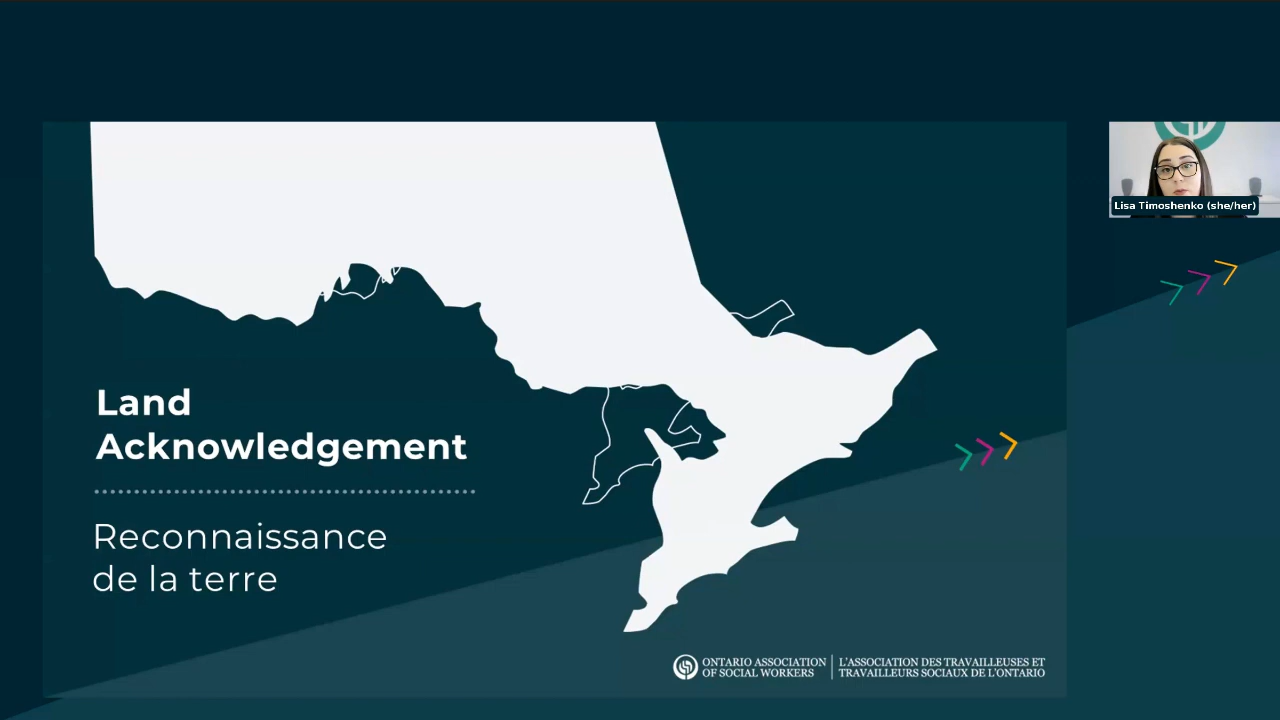 Land
Acknowledgement
Reconnaissance
de la terre
ONTARIO ASSOCIATION
OF SOCIAL WORKERS
L'ASSOCIATION DES TRAVAILLEUSES ET
TRAVAILLEURS SOCIAUX DE L'ONTARIO
Lisa Timoshenko (she/her)